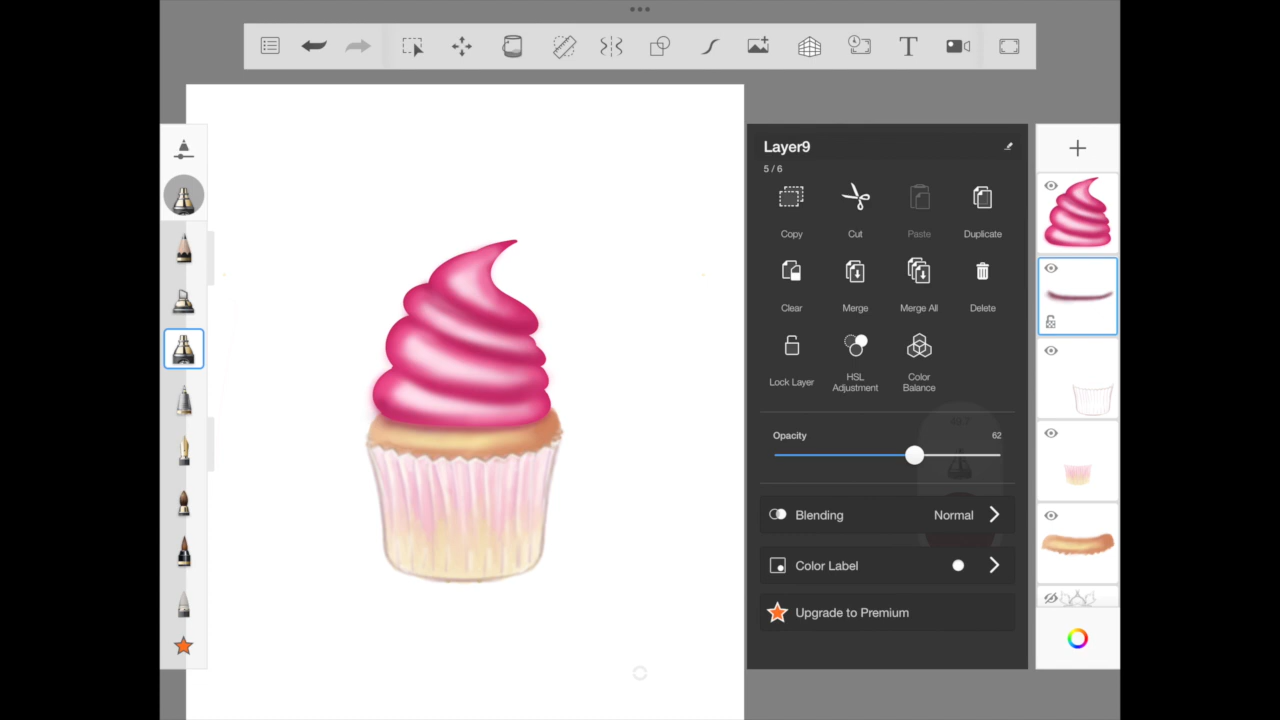 Layer9
5 / 6
Copy Cut Paste Duplicate
Clear Merge Merge All Delete
Lock Layer HSL Adjustment Color Balance
Opacity 62
Blending Normal
Color Label
Upgrade to Premium